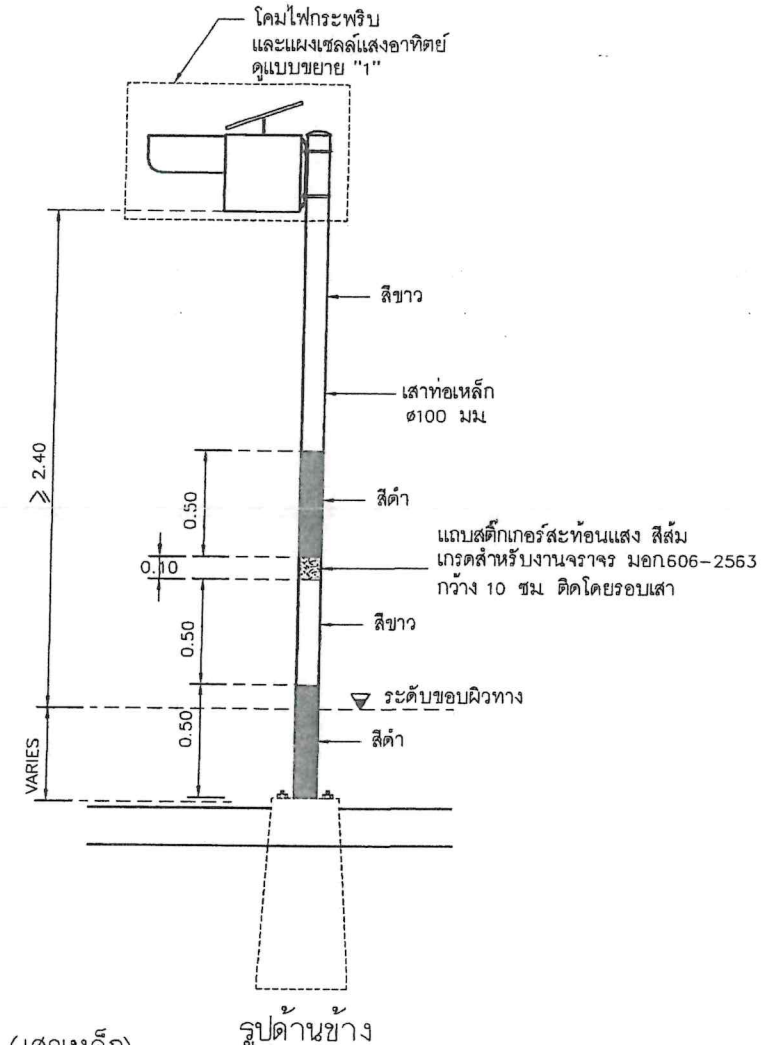 โคมไฟกระพริบ
และแผงเซลล์แสงอาทิตย์
ดูแบบขยาย "1"
สีขาว
เสาท่อเหล็ก
ø100 มม.
≥ 2.40
0.50
สีดำ
0.10
แถบสติ๊กเกอร์สะท้อนแสง สีส้ม
เกรดสำหรับงานจราจร มอก.606-2563
กว้าง 10 ซม. ติดโดยรอบเสา
0.50
สีขาว
ระดับขอบผิวทาง
0.50
สีดำ
VARIES
รูปด้านข้าง